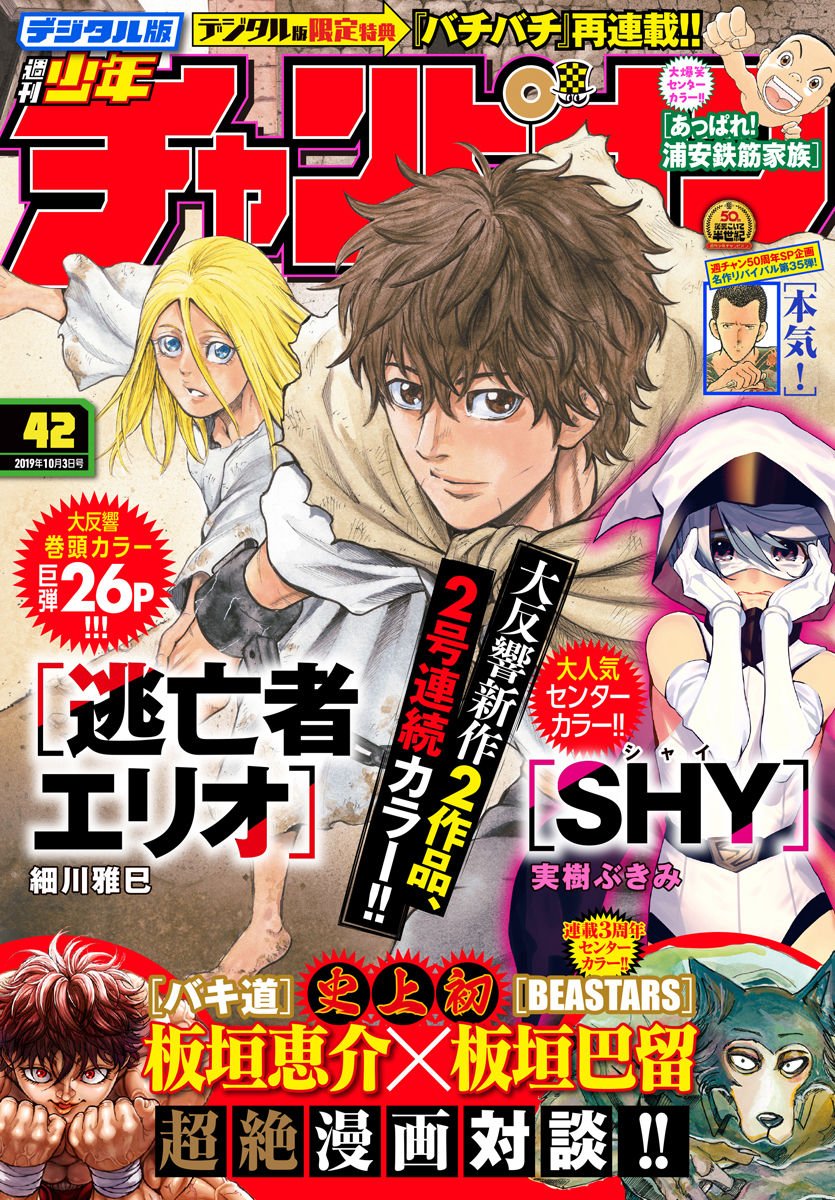 デジタル版
デジタル版限定特典
『バチバチ』再連載!!
週刊
少年
チャンピオン
大爆笑
センター
カラー!!
[あっぱれ!
浦安鉄筋家族]
50th
半世紀
週チャン50周年SP企画
名作リバイバル第35弾!
[本気!]
42
2019年10月3日号
大反響
巻頭カラー
巨弾26P!!!
[逃亡者
エリオ]
細川雅巳
大反響新作2作品、
2号連続カラー!!
大人気
センター
カラー!!
シャイ
[SHY]
実樹ぶきみ
連載3周年
センター
カラー!!
[バキ道]
史上初
[BEASTARS]
板垣恵介×板垣巴留
超絶漫画対談!!